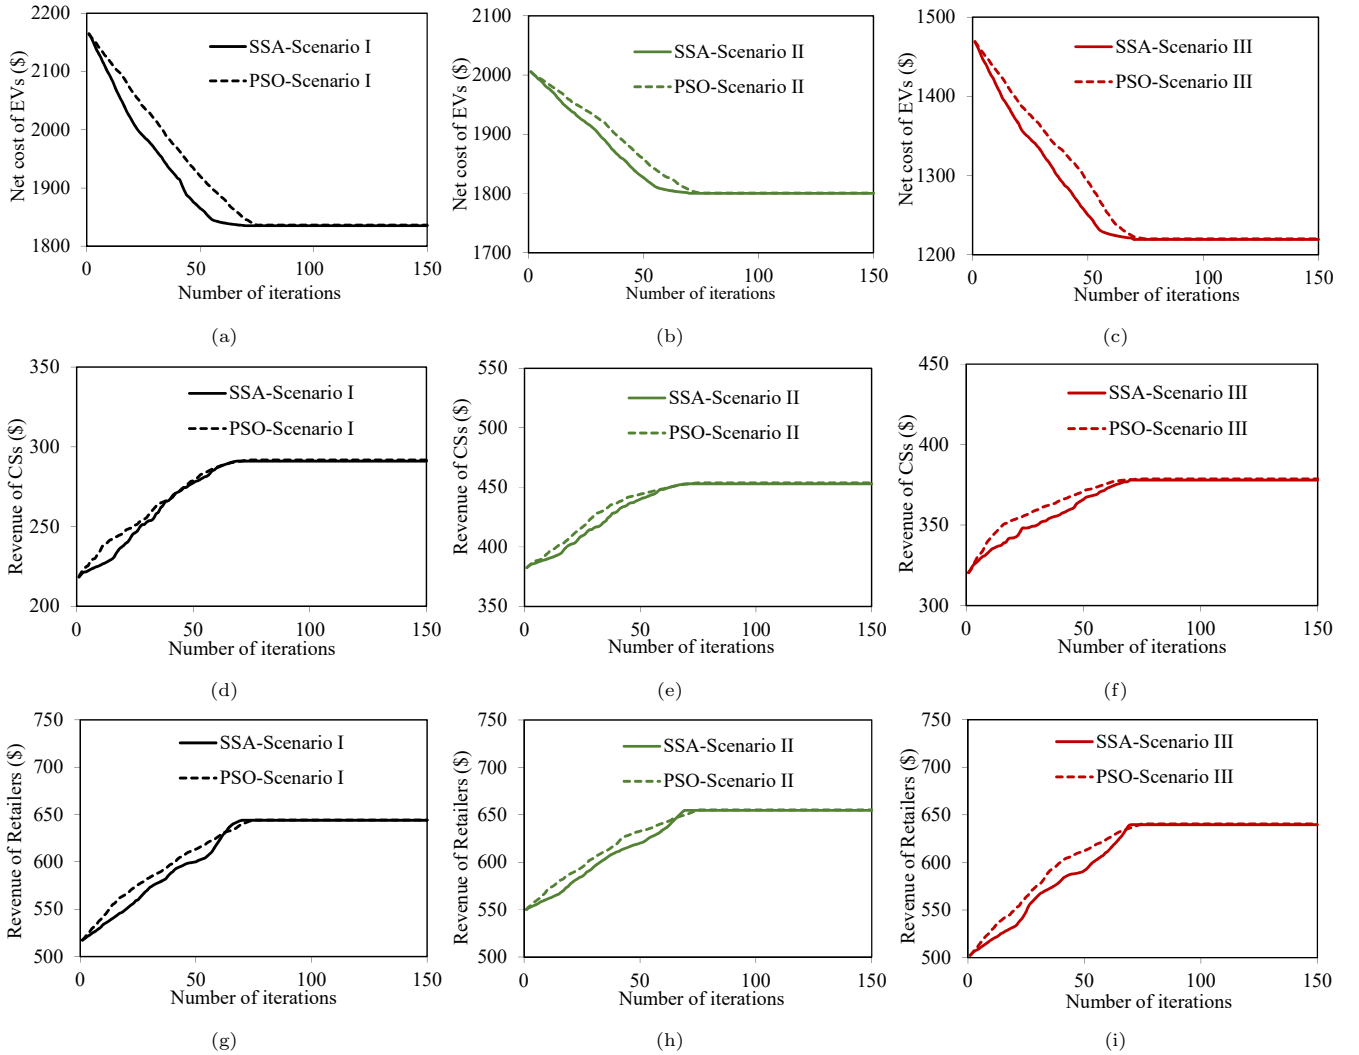 2200
2100
2000
1900
1800
0
50
100
150
Net cost of EVs ($)
SSA-Scenario I
PSO-Scenario I
Number of iterations
(a)
2100
2000
1900
1800
1700
0
50
100
150
Net cost of EVs ($)
SSA-Scenario II
PSO-Scenario II
Number of iterations
(b)
1500
1400
1300
1200
0
50
100
150
Net cost of EVs ($)
SSA-Scenario III
PSO-Scenario III
Number of iterations
(c)
350
300
250
200
0
50
100
150
Revenue of CSs ($)
SSA-Scenario I
PSO-Scenario I
Number of iterations
(d)
550
500
450
400
350
0
50
100
150
Revenue of CSs ($)
SSA-Scenario II
PSO-Scenario II
Number of iterations
(e)
450
400
350
300
0
50
100
150
Revenue of CSs ($)
SSA-Scenario III
PSO-Scenario III
Number of iterations
(f)
750
700
650
600
550
500
0
50
100
150
Revenue of Retailers ($)
SSA-Scenario I
PSO-Scenario I
Number of iterations
(g)
750
700
650
600
550
500
0
50
100
150
Revenue of Retailers ($)
SSA-Scenario II
PSO-Scenario II
Number of iterations
(h)
750
700
650
600
550
500
0
50
100
150
Revenue of Retailers ($)
SSA-Scenario III
PSO-Scenario III
Number of iterations
(i)